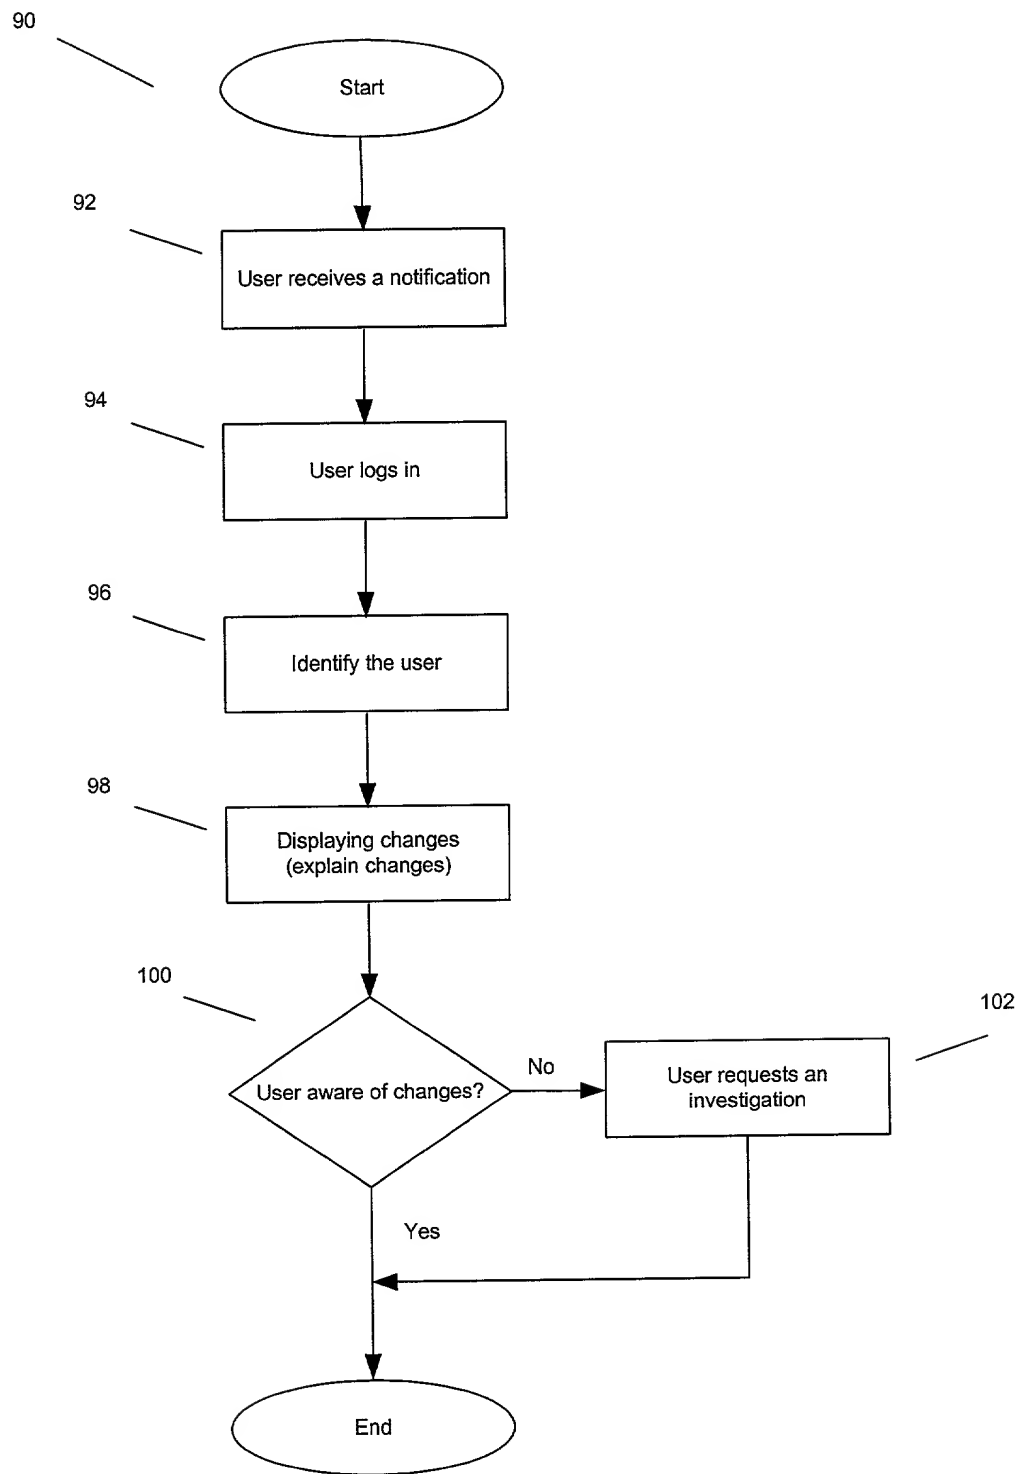 90
Start
92
User receives a notification
94
User logs in
96
Identify the user
98
Displaying changes
(explain changes)
100
User aware of changes?
No
102
User requests an
investigation
Yes
End